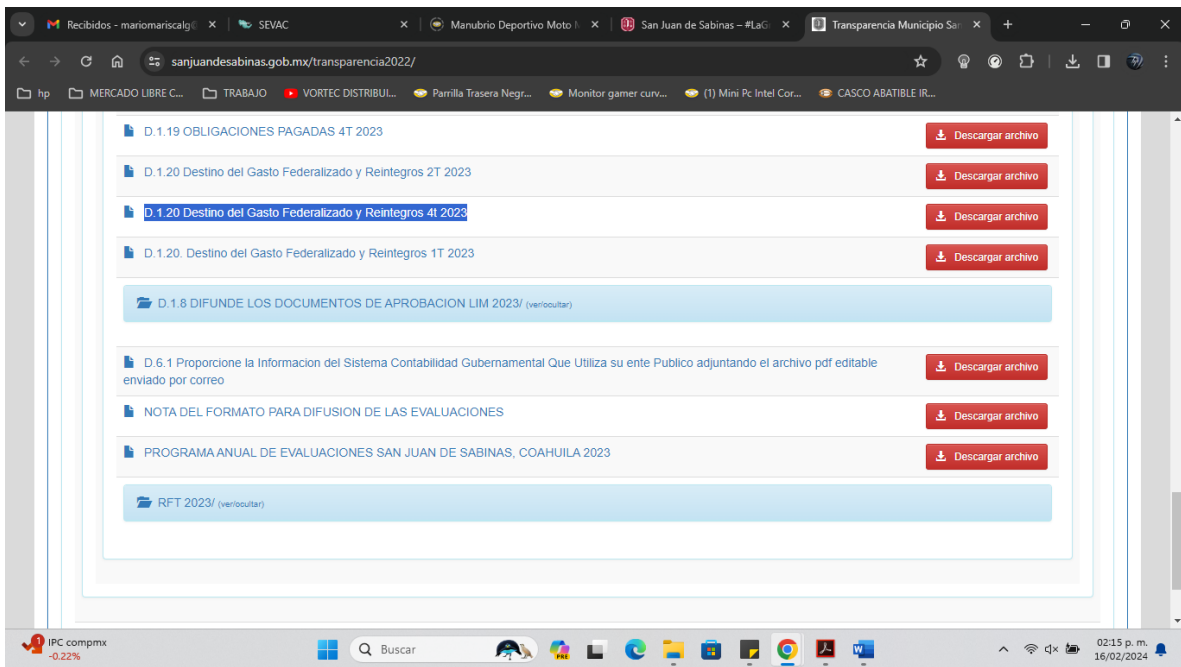 Recibidos - mariomariscalg
SEVAC
Manubrio Deportivo Moto
San Juan de Sabinas – #LaG
Transparencia Municipio Sa
sanjuandesabinas.gob.mx/transparencia2022/
hp
MERCADO LIBRE C...
TRABAJO
VORTEC DISTRIBUI...
Parrilla Trasera Negr...
Monitor gamer curv...
(1) Mini Pc Intel Cor...
CASCO ABATIBLE IR...
D.1.19 OBLIGACIONES PAGADAS 4T 2023
Descargar archivo
D.1.20 Destino del Gasto Federalizado y Reintegros 2T 2023
Descargar archivo
D.1.20 Destino del Gasto Federalizado y Reintegros 4t 2023
Descargar archivo
D.1.20. Destino del Gasto Federalizado y Reintegros 1T 2023
Descargar archivo
D.1.8 DIFUNDE LOS DOCUMENTOS DE APROBACION LIM 2023/ (ver/ocultar)
D.6.1 Proporcione la Informacion del Sistema Contabilidad Gubernamental Que Utiliza su ente Publico adjuntando el archivo pdf editable
enviado por correo
Descargar archivo
NOTA DEL FORMATO PARA DIFUSION DE LAS EVALUACIONES
Descargar archivo
PROGRAMA ANUAL DE EVALUACIONES SAN JUAN DE SABINAS, COAHUILA 2023
Descargar archivo
RFT 2023/ (ver/ocultar)
1
IPC compmx
-0.22%
Buscar
PRE
02:15 p. m.
16/02/2024